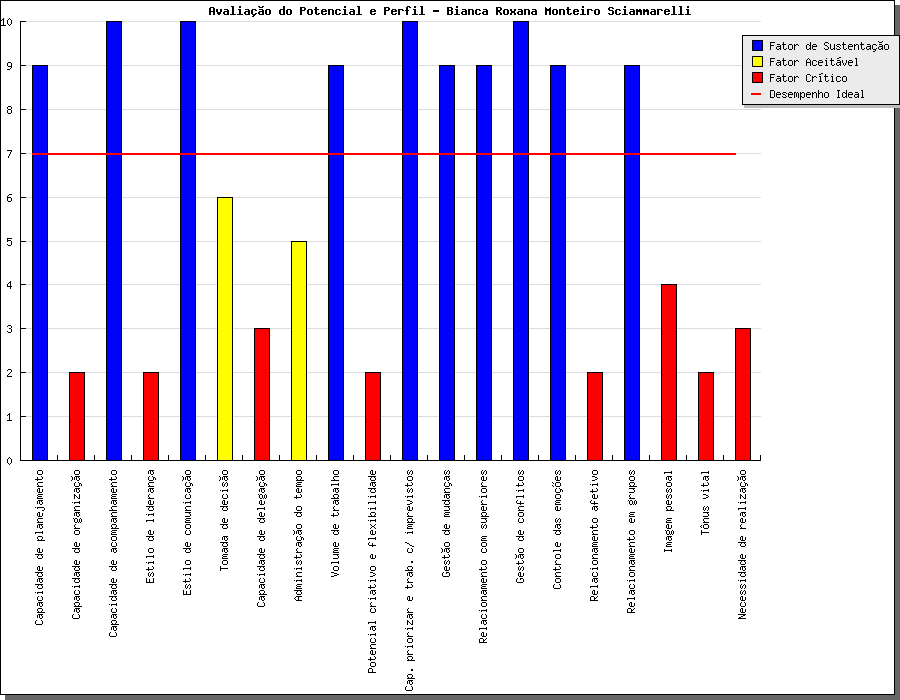 Avaliação do Potencial e Perfil - Bianca Roxana Monteiro Sciammarelli
Fator de Sustentação
Fator Aceitável
Fator Crítico
Desempenho Ideal
10
9
8
7
6
5
4
3
2
1
0
Capacidade de planejamento
Capacidade de organização
Capacidade de acompanhamento
Estilo de liderança
Estilo de comunicação
Tomada de decisão
Capacidade de delegação
Administração do tempo
Volume de trabalho
Potencial criativo e flexibilidade
Cap. priorizar e trab. c/ imprevistos
Gestão de mudanças
Relacionamento com superiores
Gestão de conflitos
Controle das emoções
Relacionamento afetivo
Relacionamento em grupos
Imagem pessoal
Tônus vital
Necessidade de realização